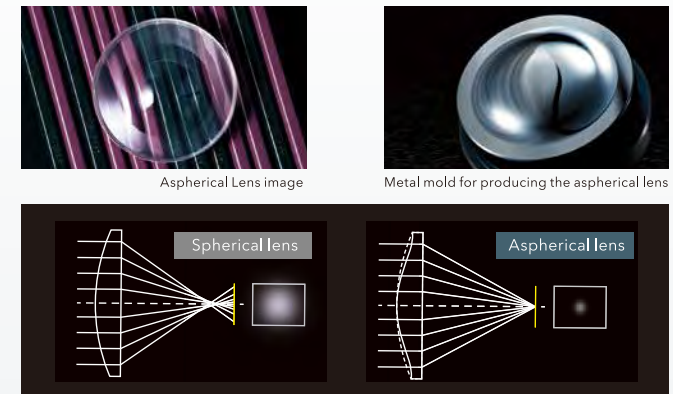 Aspherical Lens image
Metal mold for producing the aspherical lens
Spherical lens
Aspherical lens